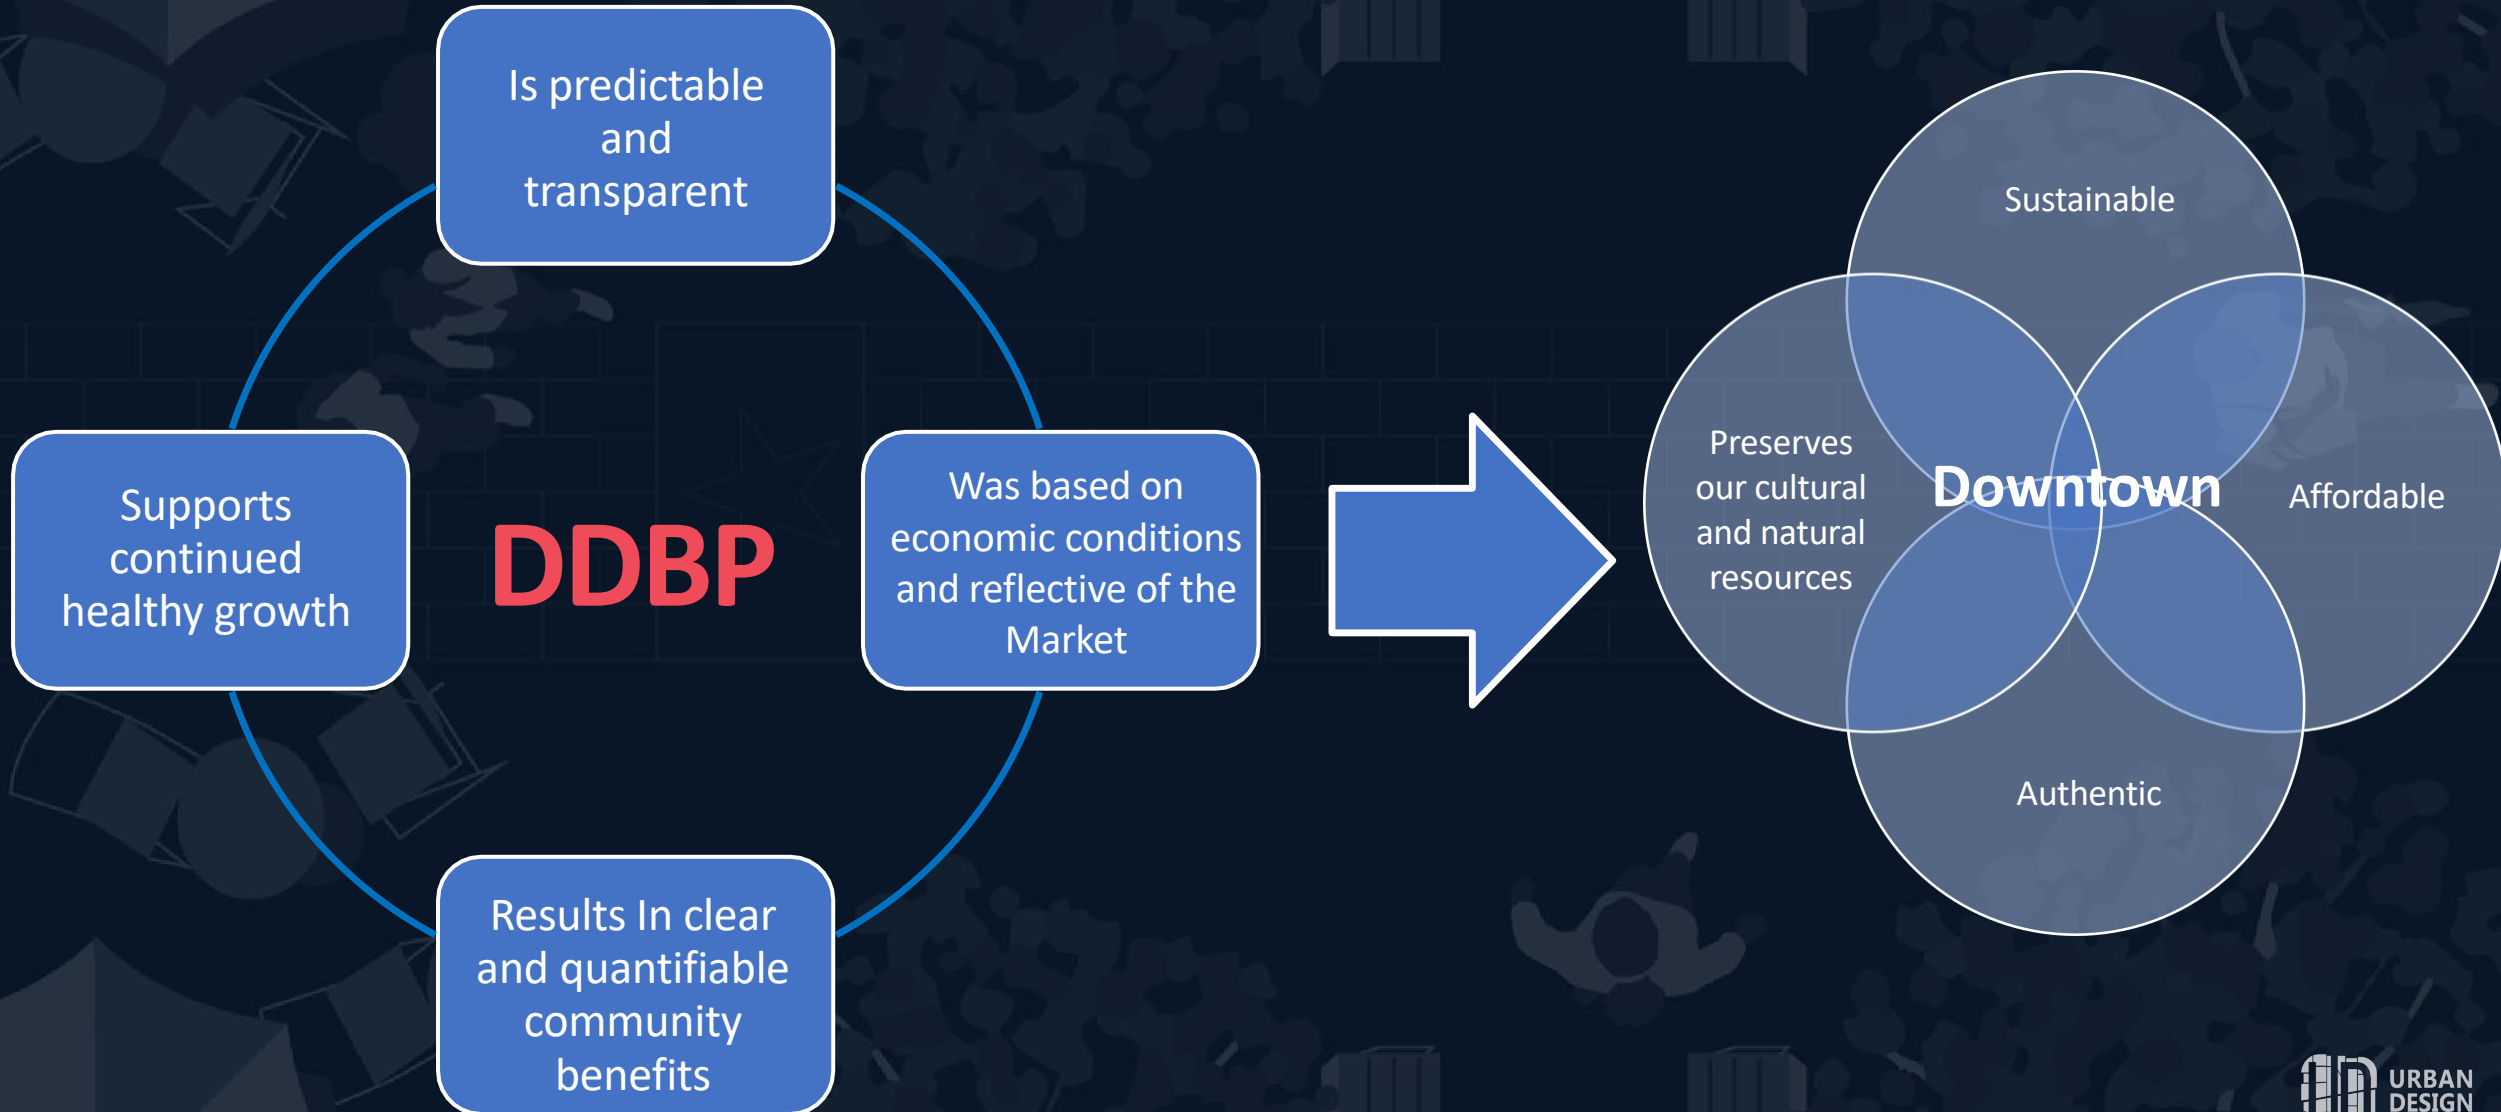 Is predictable
and
transparent
Supports
continued
healthy growth
DDBP
Was based on
economic conditions
and reflective of the
Market
Results In clear
and quantifiable
community
benefits
Sustainable
Preserves
our cultural
and natural
resources
Downtown
Affordable
Authentic
URBAN
DESIGN